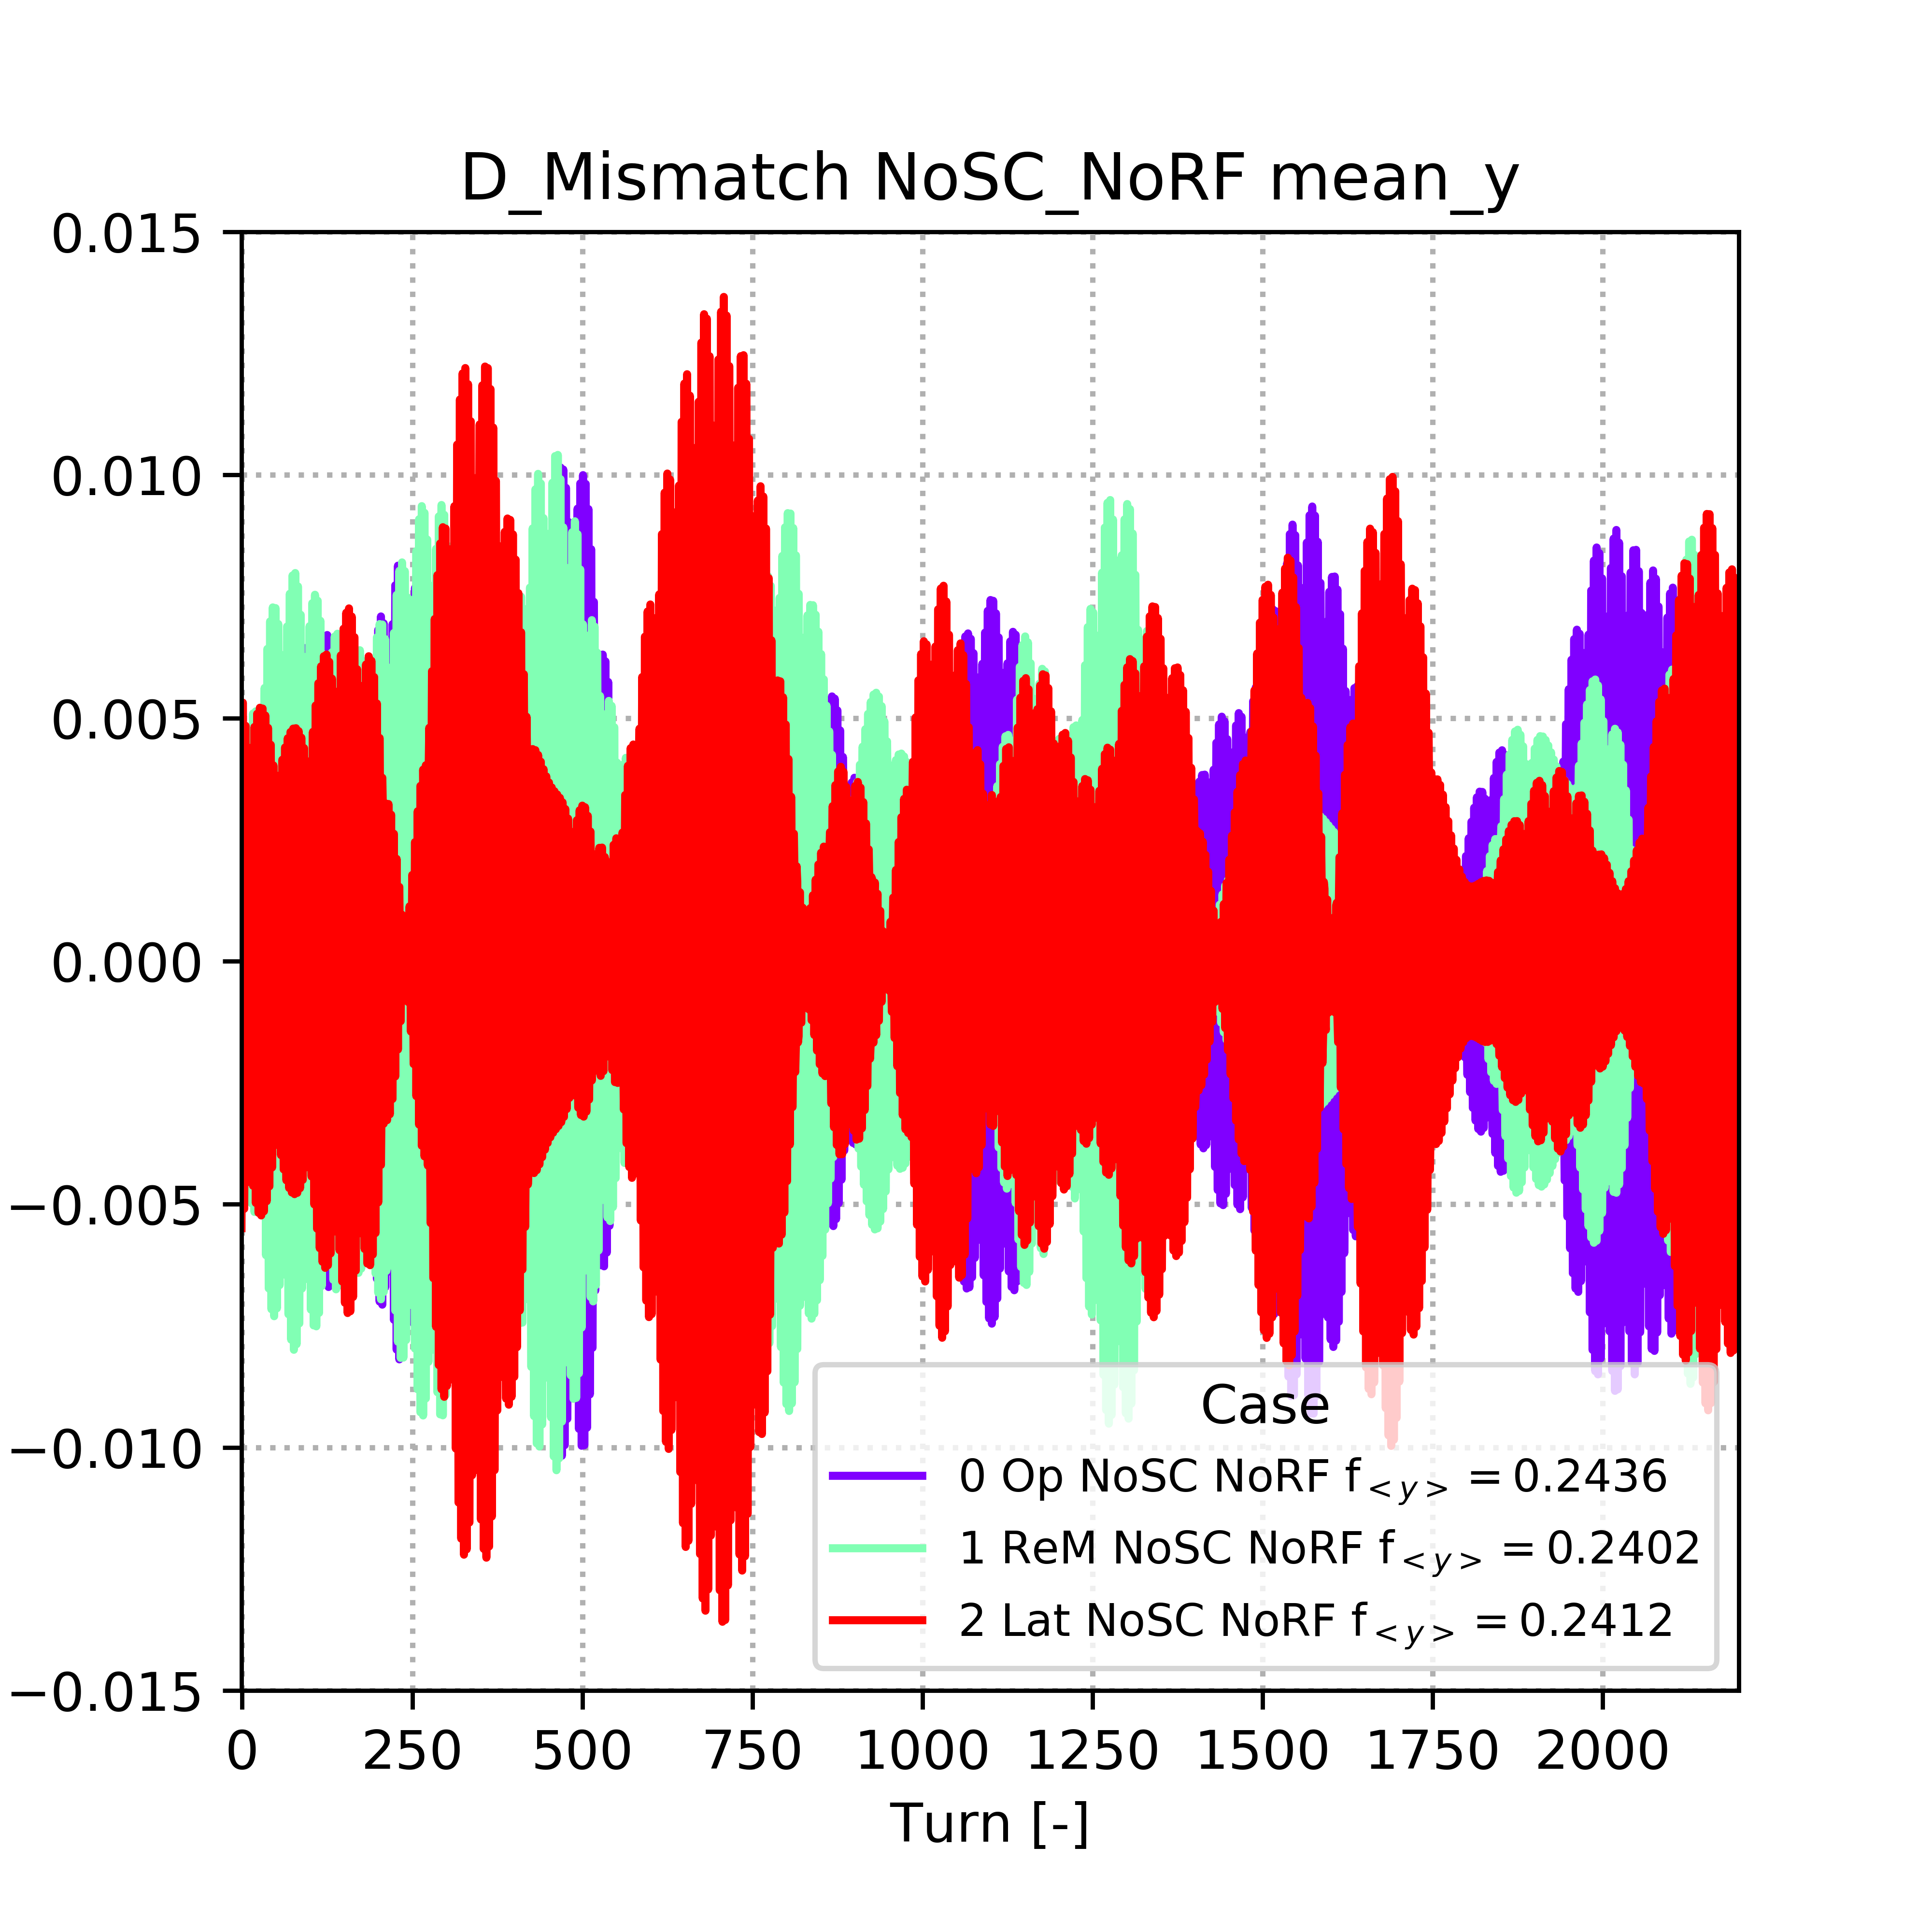 D_Mismatch NoSC_NoRF mean_y
0.015
0.010
0.005
0.000
−0.005
−0.010
−0.015
Case
0 Op NoSC NoRF f<y> = 0.2436
1 ReM NoSC NoRF f<y> = 0.2402
2 Lat NoSC NoRF f<y> = 0.2412
0 250 500 750 1000 1250 1500 1750 2000
Turn [-]